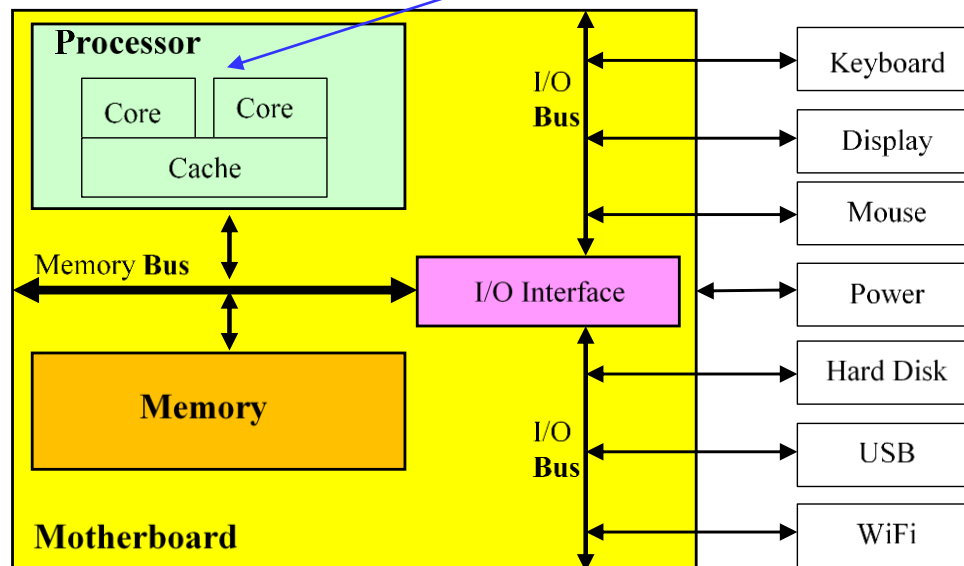 Processor
Core
Core
Cache
I/O
Bus
Keyboard
Display
Mouse
Memory Bus
I/O Interface
Power
Memory
Hard Disk
I/O
Bus
USB
WiFi
Motherboard